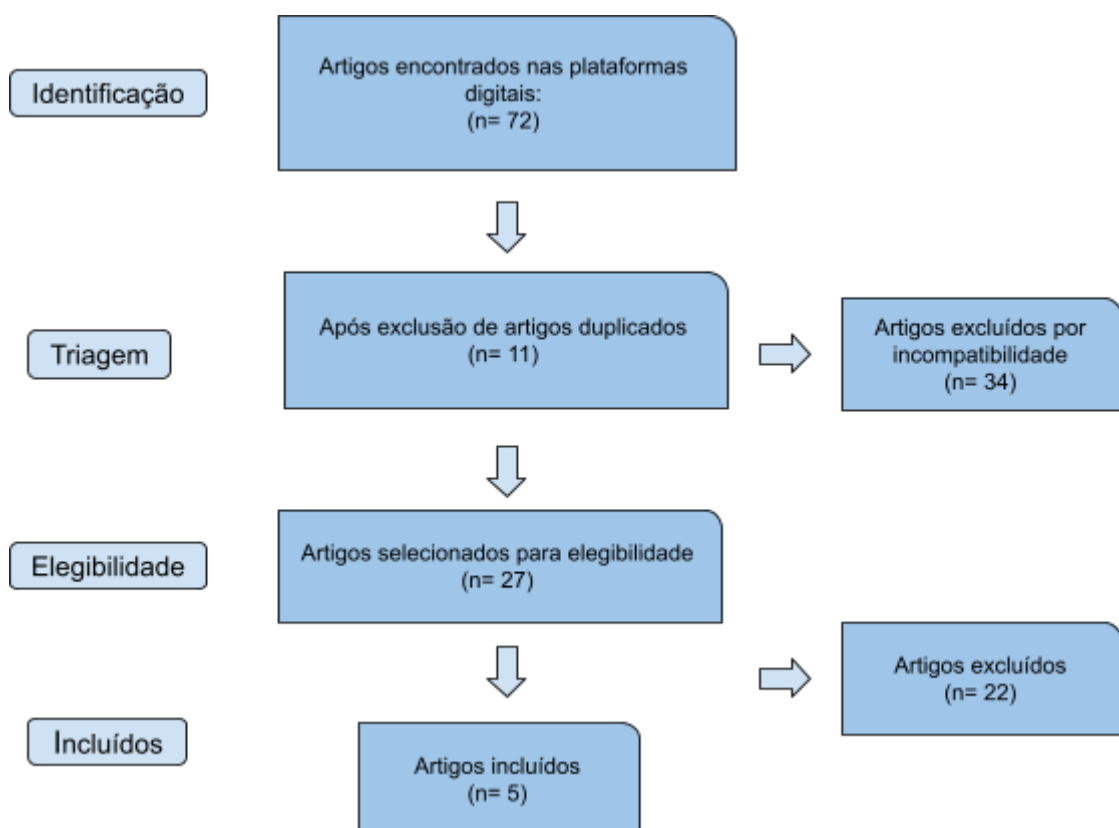 Identificação
Artigos encontrados nas plataformas
digitais:
(n= 72)
Triagem
Após exclusão de artigos duplicados
(n= 11)
Artigos excluídos por
incompatibilidade
(n= 34)
Elegibilidade
Artigos selecionados para elegibilidade
(n= 27)
Artigos excluídos
(n= 22)
Incluídos
Artigos incluídos
(n= 5)